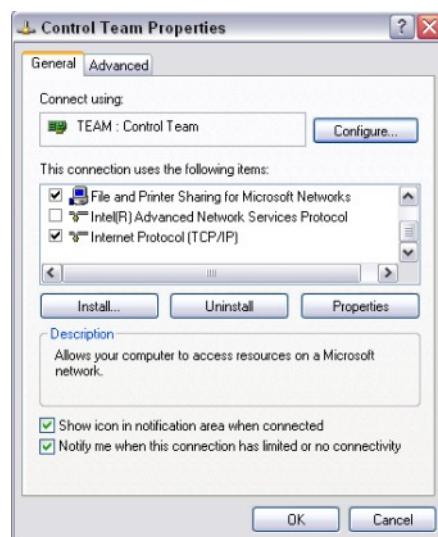 Control Team Properties
General
Advanced
Connect using:
TEAM : Control Team
Configure...
This connection uses the following items:
File and Printer Sharing for Microsoft Networks
Intel(R) Advanced Network Services Protocol
Internet Protocol (TCP/IP)
Install...
Uninstall
Properties
Description
Allows your computer to access resources on a Microsoft
network.
Show icon in notification area when connected
Notify me when this connection has limited or no connectivity
OK
Cancel